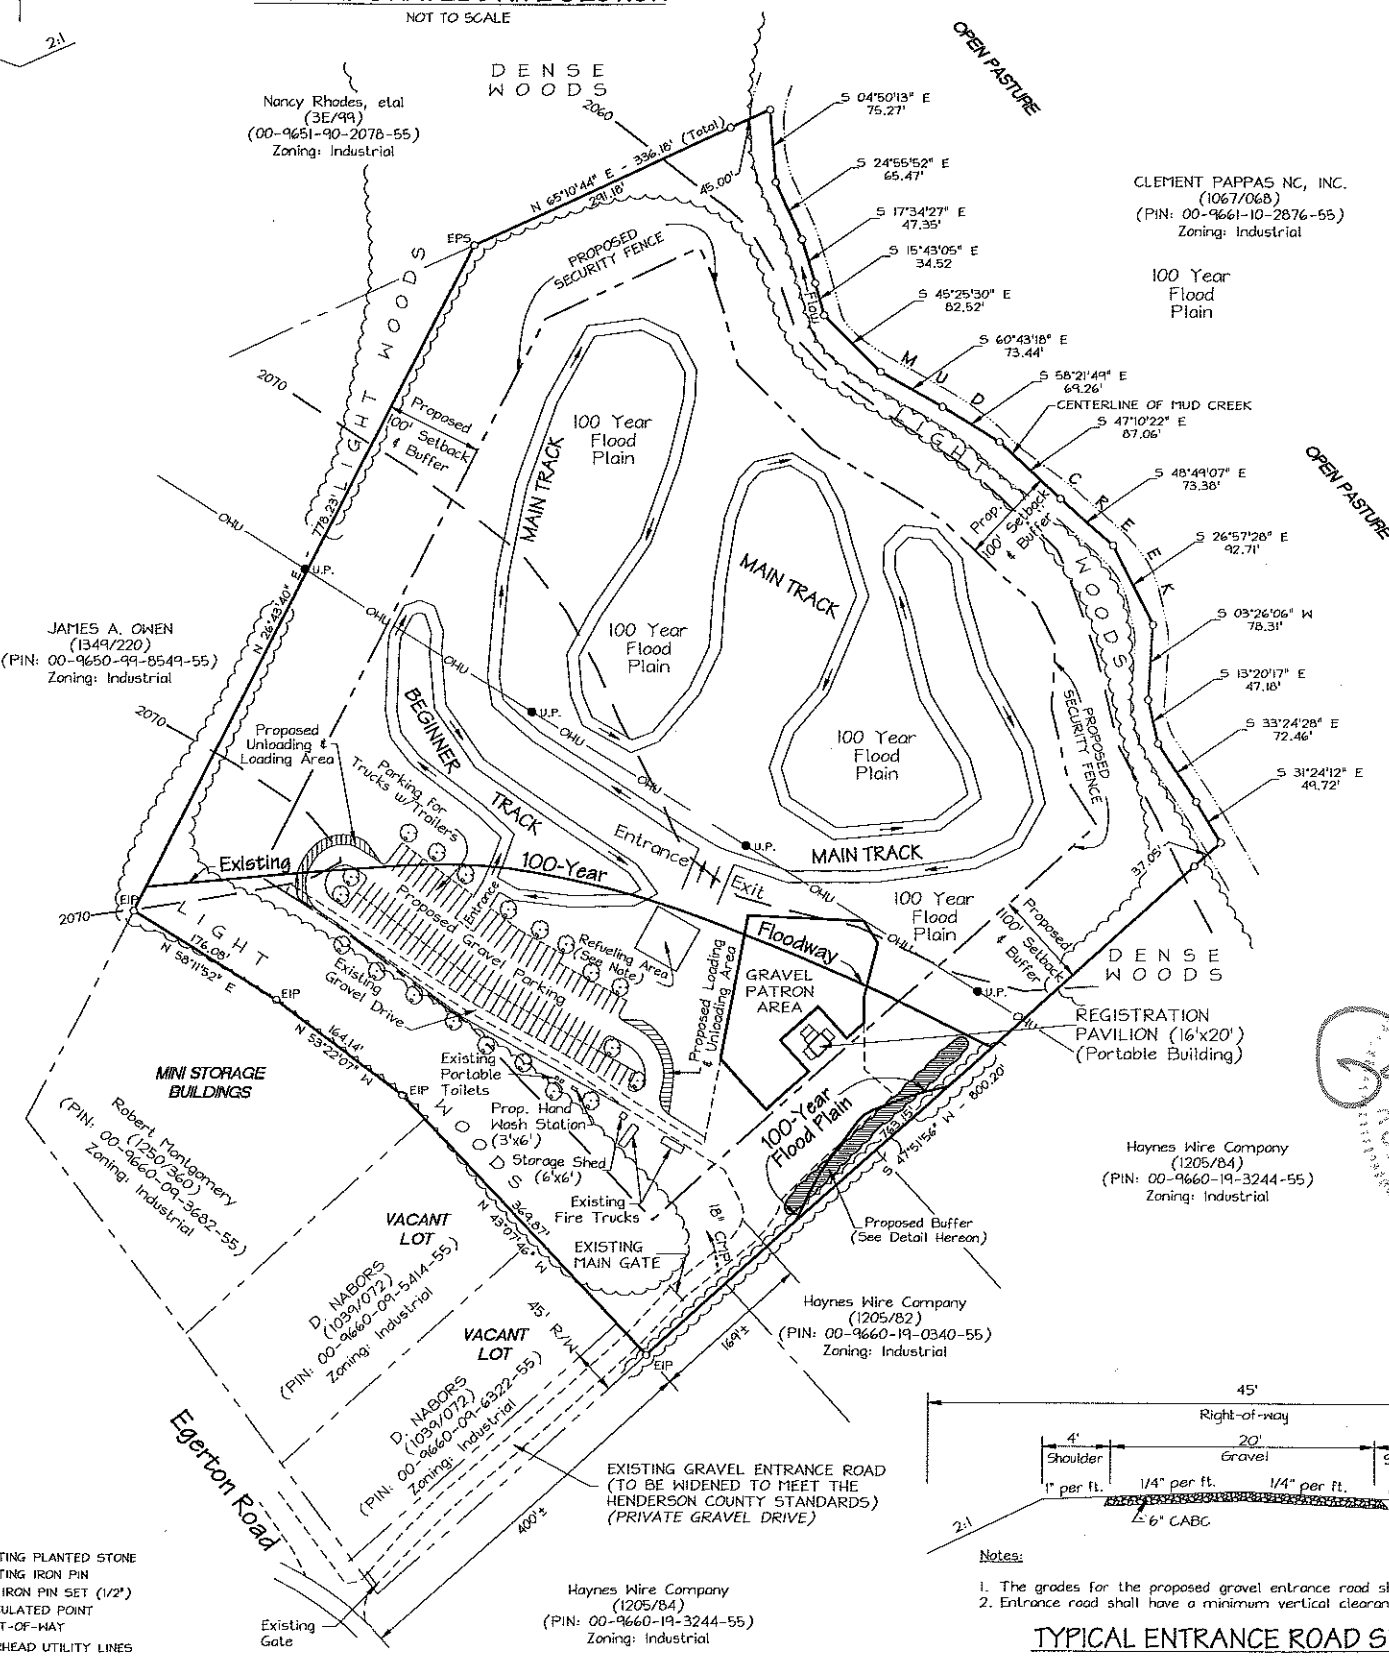 NOT TO SCALE
2:1
DENSE
WOODS
OPEN PASTURE
Nancy Rhodes, etal
(3E/99)
(00-9651-90-2078-55)
Zoning: Industrial
2060
N 65°10'44" E - 336.18' (Total)
291.18'
45.00'
S 04°50'13" E
75.27'
S 24°55'52" E
65.47'
S 17°34'27" E
47.35'
S 15°43'05" E
34.52
S 45°25'30" E
82.52'
S 60°43'18" E
73.44'
S 58°21'49" E
69.26'
CENTERLINE OF MUD CREEK
S 47°10'22" E
87.06'
S 48°49'07" E
73.38'
S 26°57'28" E
92.71'
S 03°26'06" W
78.31'
S 13°20'17" E
47.18'
S 33°24'28" E
72.46'
S 31°24'12" E
49.72'
CLEMENT PAPPAS NC, INC.
(1067/068)
(PIN: 00-9661-10-2876-55)
Zoning: Industrial
100 Year
Flood
Plain
OPEN PASTURE
EPS
PROPOSED
SECURITY FENCE
Flow
MUD CREEK
LIGHT WOODS
LIGHT WOODS
2070
Proposed
100' Setback
& Buffer
778.23'
N 26°43'40" E
OHU
U.P.
MAIN TRACK
100 Year
Flood
Plain
MAIN TRACK
100 Year
Flood
Plain
Prop.
100' Setback
& Buffer
OHU
OHU
U.P.
OHU
OHU
JAMES A. OWEN
(1349/220)
(PIN: 00-9650-99-8549-55)
Zoning: Industrial
2070
Proposed
Unloading &
Loading Area
BEGINNER
TRACK
Parking for
Trucks w/Trailers
100 Year
Flood
Plain
PROPOSED
SECURITY FENCE
MAIN TRACK
U.P.
Entrance
Exit
OHU
37.05'
Existing
100-Year
Floodway
EIP
2070
LIGHT
176.08'
N 58°11'52" E
Entrance
Proposed Gravel Parking
Refueling Area
(See Note)
Existing
Gravel Drive
Proposed Loading
& Unloading Area
GRAVEL
PATRON
AREA
100 Year
Flood
Plain
OHU
U.P.
OHU
Proposed
100' Setback
& Buffer
DENSE
WOODS
REGISTRATION
PAVILION (16'x20')
(Portable Building)
EIP
164.14'
N 53°22'07" W
EIP
WOODS
MINI STORAGE
BUILDINGS
Robert Montgomery
(1250/360)
(PIN: 00-9660-09-3682-55)
Zoning: Industrial
Existing
Portable
Toilets
Prop. Hand
Wash Station
(3'x6')
Storage Shed
(6'x6')
Existing
Fire Trucks
100-Year
Flood Plain
763.15'
S 47°51'56" W - 800.20'
Haynes Wire Company
(1205/84)
(PIN: 00-9660-19-3244-55)
Zoning: Industrial
369.87'
N 43°07'46" W
VACANT
LOT
D. NABORS
(1039/072)
(PIN: 00-9660-09-5414-55)
Zoning: Industrial
EXISTING
MAIN GATE
18" CMP
Proposed Buffer
(See Detail Hereon)
Haynes Wire Company
(1205/82)
(PIN: 00-9660-19-0340-55)
Zoning: Industrial
45' R/W
EIP
169'±
VACANT
LOT
D. NABORS
(1039/072)
(PIN: 00-9660-09-6322-55)
Zoning: Industrial
Egerton Road
EXISTING GRAVEL ENTRANCE ROAD
(TO BE WIDENED TO MEET THE
HENDERSON COUNTY STANDARDS)
(PRIVATE GRAVEL DRIVE)
400'±
Existing
Gate
Haynes Wire Company
(1205/84)
(PIN: 00-9660-19-3244-55)
Zoning: Industrial
45'
Right-of-way
4'
Shoulder
20'
Gravel
1" per ft.
1/4" per ft.
1/4" per ft.
2:1
6" CABC
Notes:
1. The grades for the proposed gravel entrance road
2. Entrance road shall have a minimum vertical
TYPICAL ENTRANCE ROAD
PLANTED STONE
IRON PIN
IRON PIN SET (1/2")
POINT
UTILITY LINES